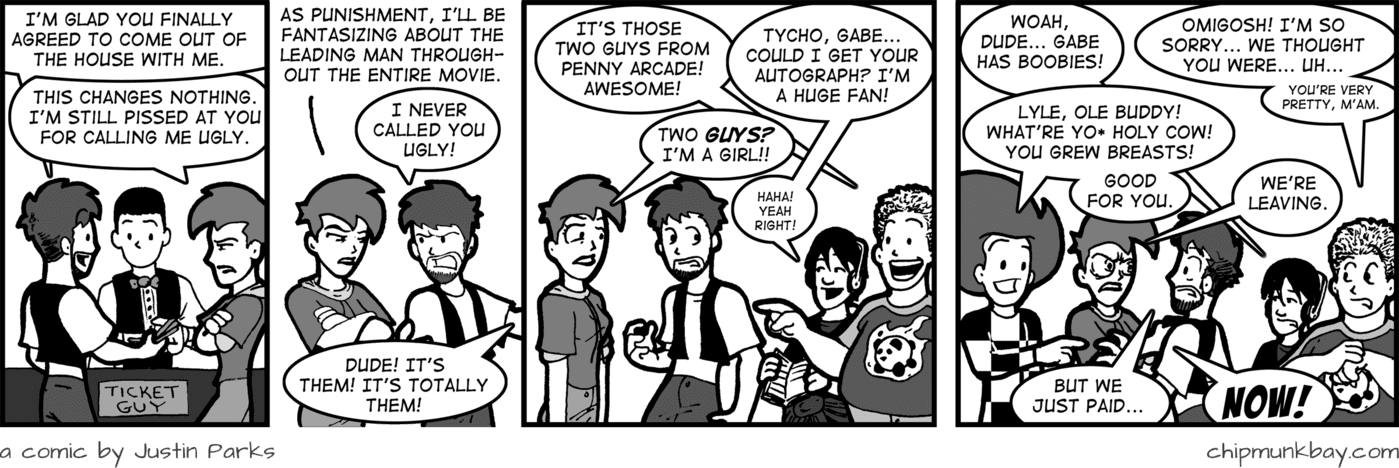 I'M GLAD YOU FINALLY
AGREED TO COME OUT OF
THE HOUSE WITH ME.
THIS CHANGES NOTHING.
I'M STILL PISSED AT YOU
FOR CALLING ME UGLY.
TICKET
GUY
AS PUNISHMENT, I'LL BE
FANTASIZING ABOUT THE
LEADING MAN THROUGH-
OUT THE ENTIRE MOVIE.
I NEVER
CALLED YOU
UGLY!
DUDE! IT'S
THEM! IT'S TOTALLY
THEM!
IT'S THOSE
TWO GUYS FROM
PENNY ARCADE!
AWESOME!
TYCHO, GABE...
COULD I GET YOUR
AUTOGRAPH? I'M
A HUGE FAN!
TWO GUYS?
I'M A GIRL!!
HAHA!
YEAH
RIGHT!
WOAH,
DUDE... GABE
HAS BOOBIES!
OMIGOSH! I'M SO
SORRY... WE THOUGHT
YOU WERE... UH...
YOU'RE VERY
PRETTY, M'AM.
LYLE, OLE BUDDY!
WHAT'RE YO* HOLY COW!
YOU GREW BREASTS!
GOOD
FOR YOU.
WE'RE
LEAVING.
BUT WE
JUST PAID...
NOW!
a comic by Justin Parks
chipmunkbay.com